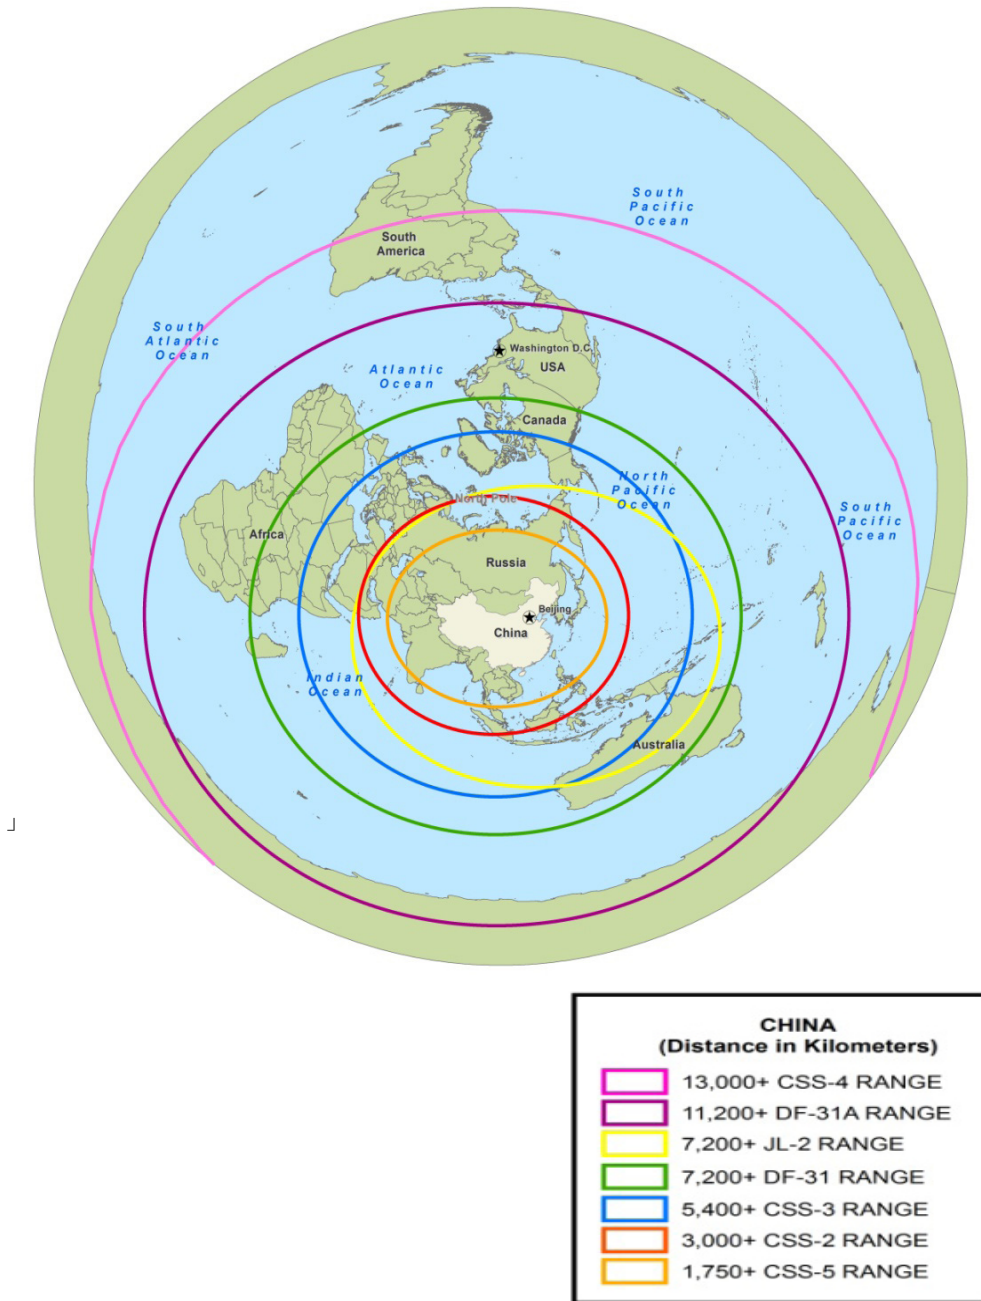 South
Pacific
Ocean
South
America
South
Atlantic
Ocean
Washington D.C.
USA
Atlantic
Ocean
Canada
North
Pacific
Ocean
North Pole
South
Pacific
Ocean
Africa
Russia
Beijing
China
Indian
Ocean
Australia
CHINA
(Distance in Kilometers)
13,000+ CSS-4 RANGE
11,200+ DF-31A RANGE
7,200+ JL-2 RANGE
7,200+ DF-31 RANGE
5,400+ CSS-3 RANGE
3,000+ CSS-2 RANGE
1,750+ CSS-5 RANGE